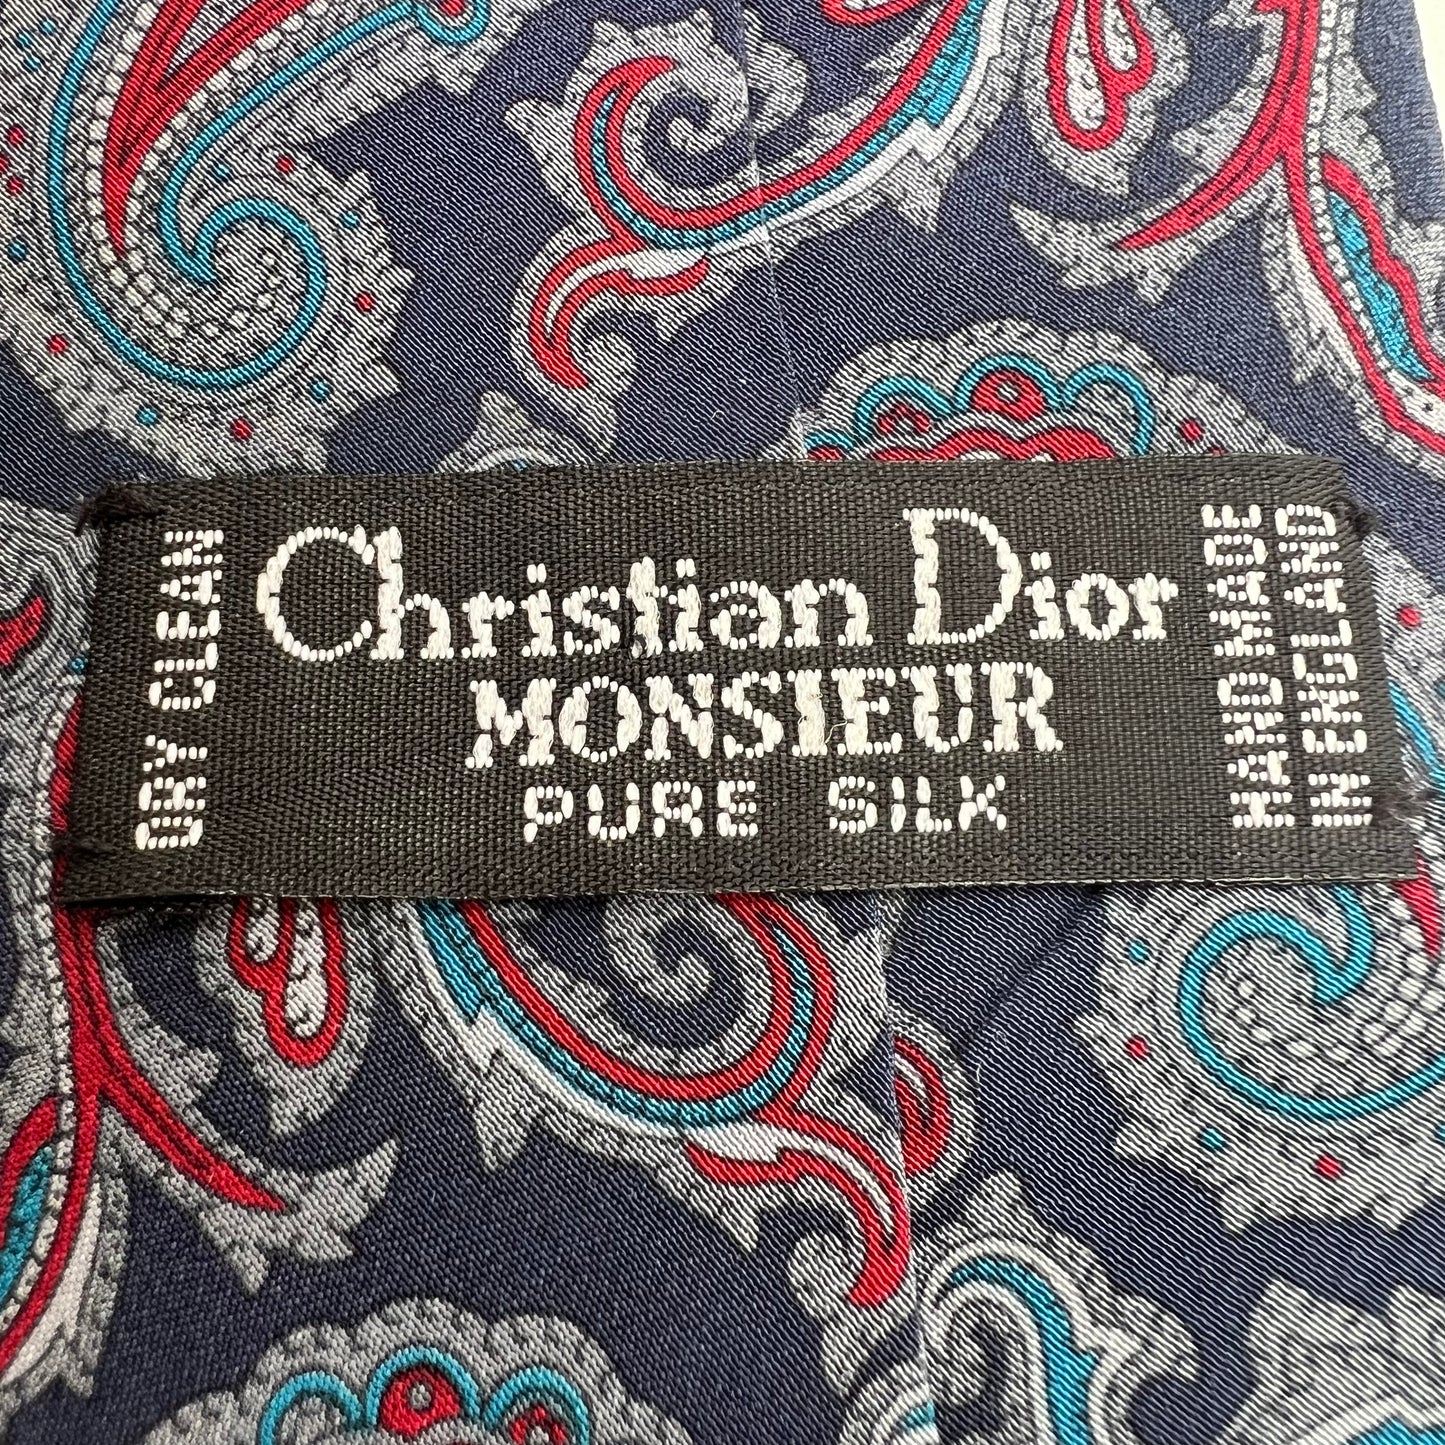 DRY CLEAN
Christian Dior
MONSIEUR
PURE SILK
HAND MADE
IN ENGLAND